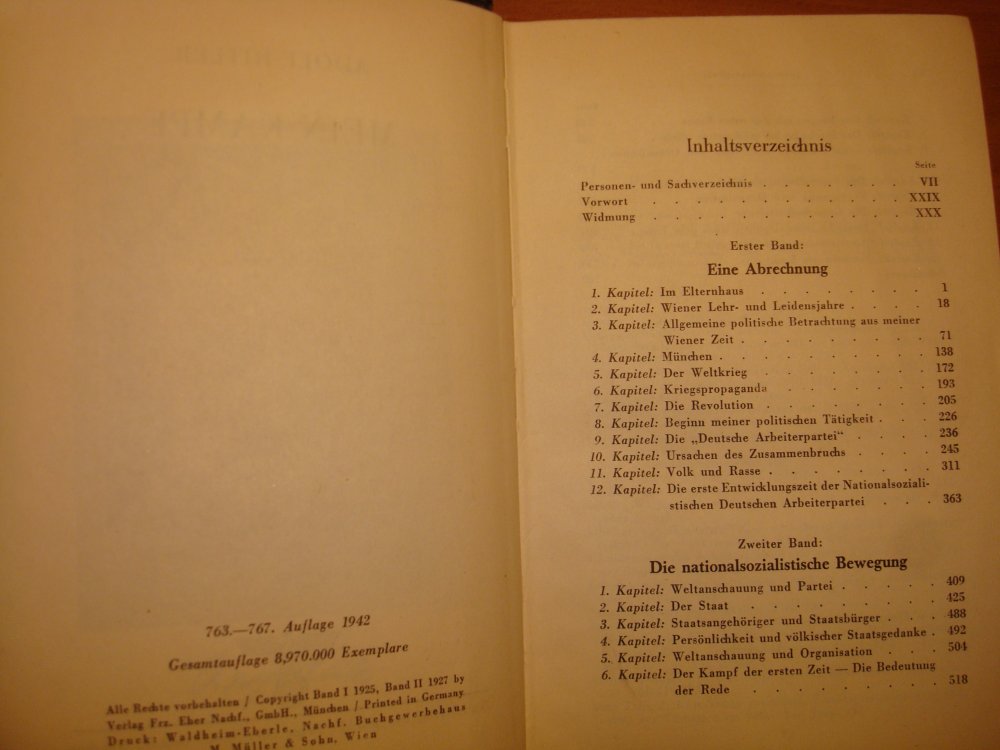 763.—767. Auflage 1942
Gesamtauflage 8,970.000 Exemplare
Alle Rechte vorbehalten / Copyright Band I 1925, Band II 1927 by
Verlag Frz. Eher Nachf., GmbH., München / Printed in Germany
Druck: Waldheim-Eberle, Nachf. Buchgewerbehaus
M. Müller & Sohn, Wien
Inhaltsverzeichnis
Seite
Personen- und Sachverzeichnis . . . . . . . VII
Vorwort . . . . . . . . . . . . XXIX
Widmung . . . . . . . . . . . . XXX
Erster Band:
Eine Abrechnung
1. Kapitel: Im Elternhaus . . . . . . . . 1
2. Kapitel: Wiener Lehr- und Leidensjahre . . . . 18
3. Kapitel: Allgemeine politische Betrachtung aus meiner
Wiener Zeit . . . . . . . . . 71
4. Kapitel: München . . . . . . . . . . 138
5. Kapitel: Der Weltkrieg . . . . . . . . 172
6. Kapitel: Kriegspropaganda . . . . . . . 193
7. Kapitel: Die Revolution . . . . . . . . 205
8. Kapitel: Beginn meiner politischen Tätigkeit . . . 226
9. Kapitel: Die „Deutsche Arbeiterpartei“ . . . . 236
10. Kapitel: Ursachen des Zusammenbruchs . . . . 245
11. Kapitel: Volk und Rasse . . . . . . . . 311
12. Kapitel: Die erste Entwicklungszeit der Nationalsoziali-
stischen Deutschen Arbeiterpartei . . . 363
Zweiter Band:
Die nationalsozialistische Bewegung
1. Kapitel: Weltanschauung und Partei . . . . . 409
2. Kapitel: Der Staat . . . . . . . . . 425
3. Kapitel: Staatsangehöriger und Staatsbürger . . . 488
4. Kapitel: Persönlichkeit und völkischer Staatsgedanke . 492
5. Kapitel: Weltanschauung und Organisation . . . 504
6. Kapitel: Der Kampf der ersten Zeit — Die Bedeutung
der Rede . . . . . . . . . 518